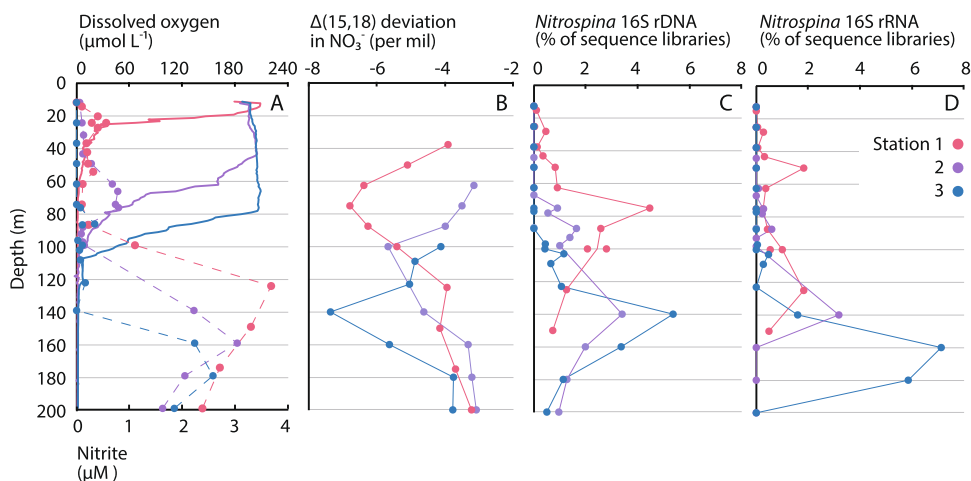 Dissolved oxygen
(µmol L⁻¹)
0 60 120 180 240
Δ(15,18) deviation
in NO₃⁻ (per mil)
-8 -6 -4 -2
Nitrospina 16S rDNA
(% of sequence libraries)
0 2 4 6 8
Nitrospina 16S rRNA
(% of sequence libraries)
0 2 4 6 8
A
B
C
D
Station 1
2
3
Depth (m)
0
20
40
60
80
100
120
140
160
180
200
0 1 2 3 4
Nitrite
(µM)